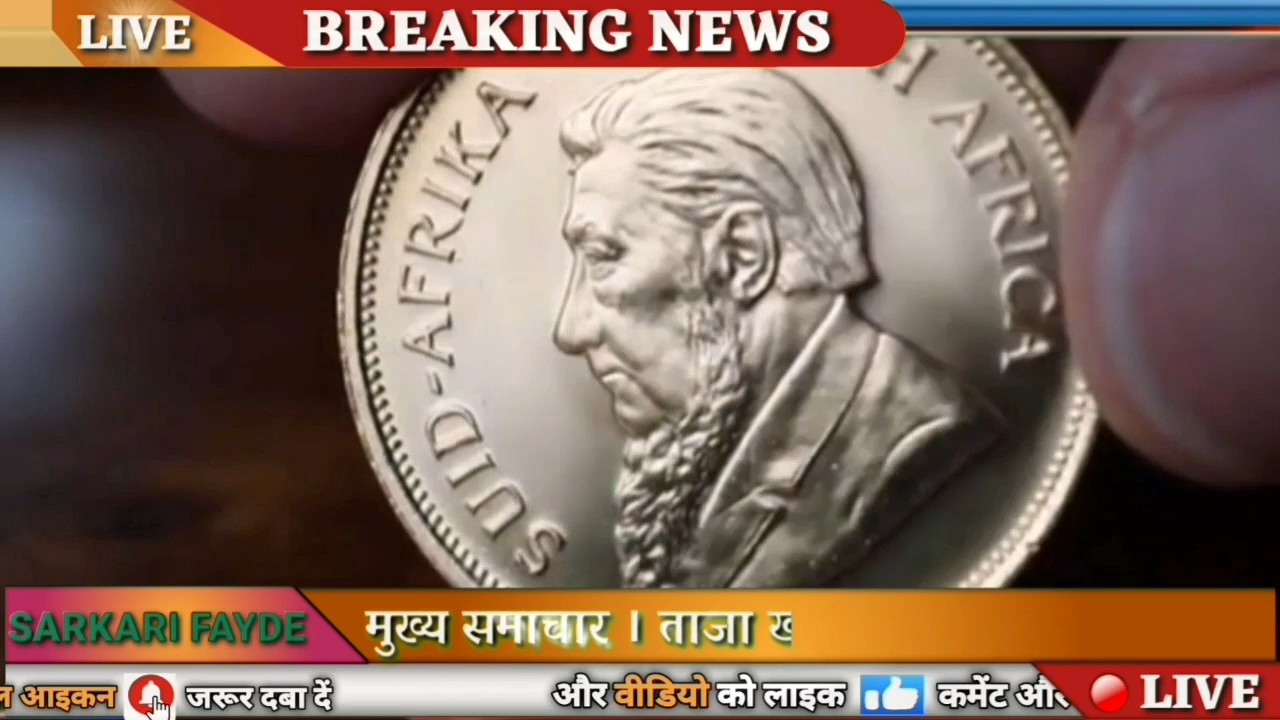 LIVE BREAKING NEWS
SUID-AFRIKA
AFRICA
SARKARI FAYDE मुख्य समाचार । ताजा
आइकन जरूर दबा दें और वीडियो को लाइक कमेंट और LIVE